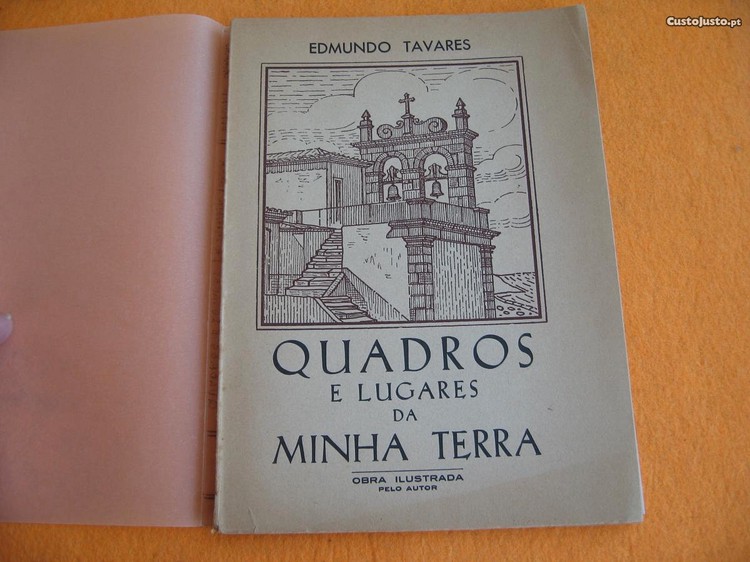 CustoJusto.pt
EDMUNDO TAVARES
QUADROS
E LUGARES
DA
MINHA TERRA
OBRA ILUSTRADA
PELO AUTOR